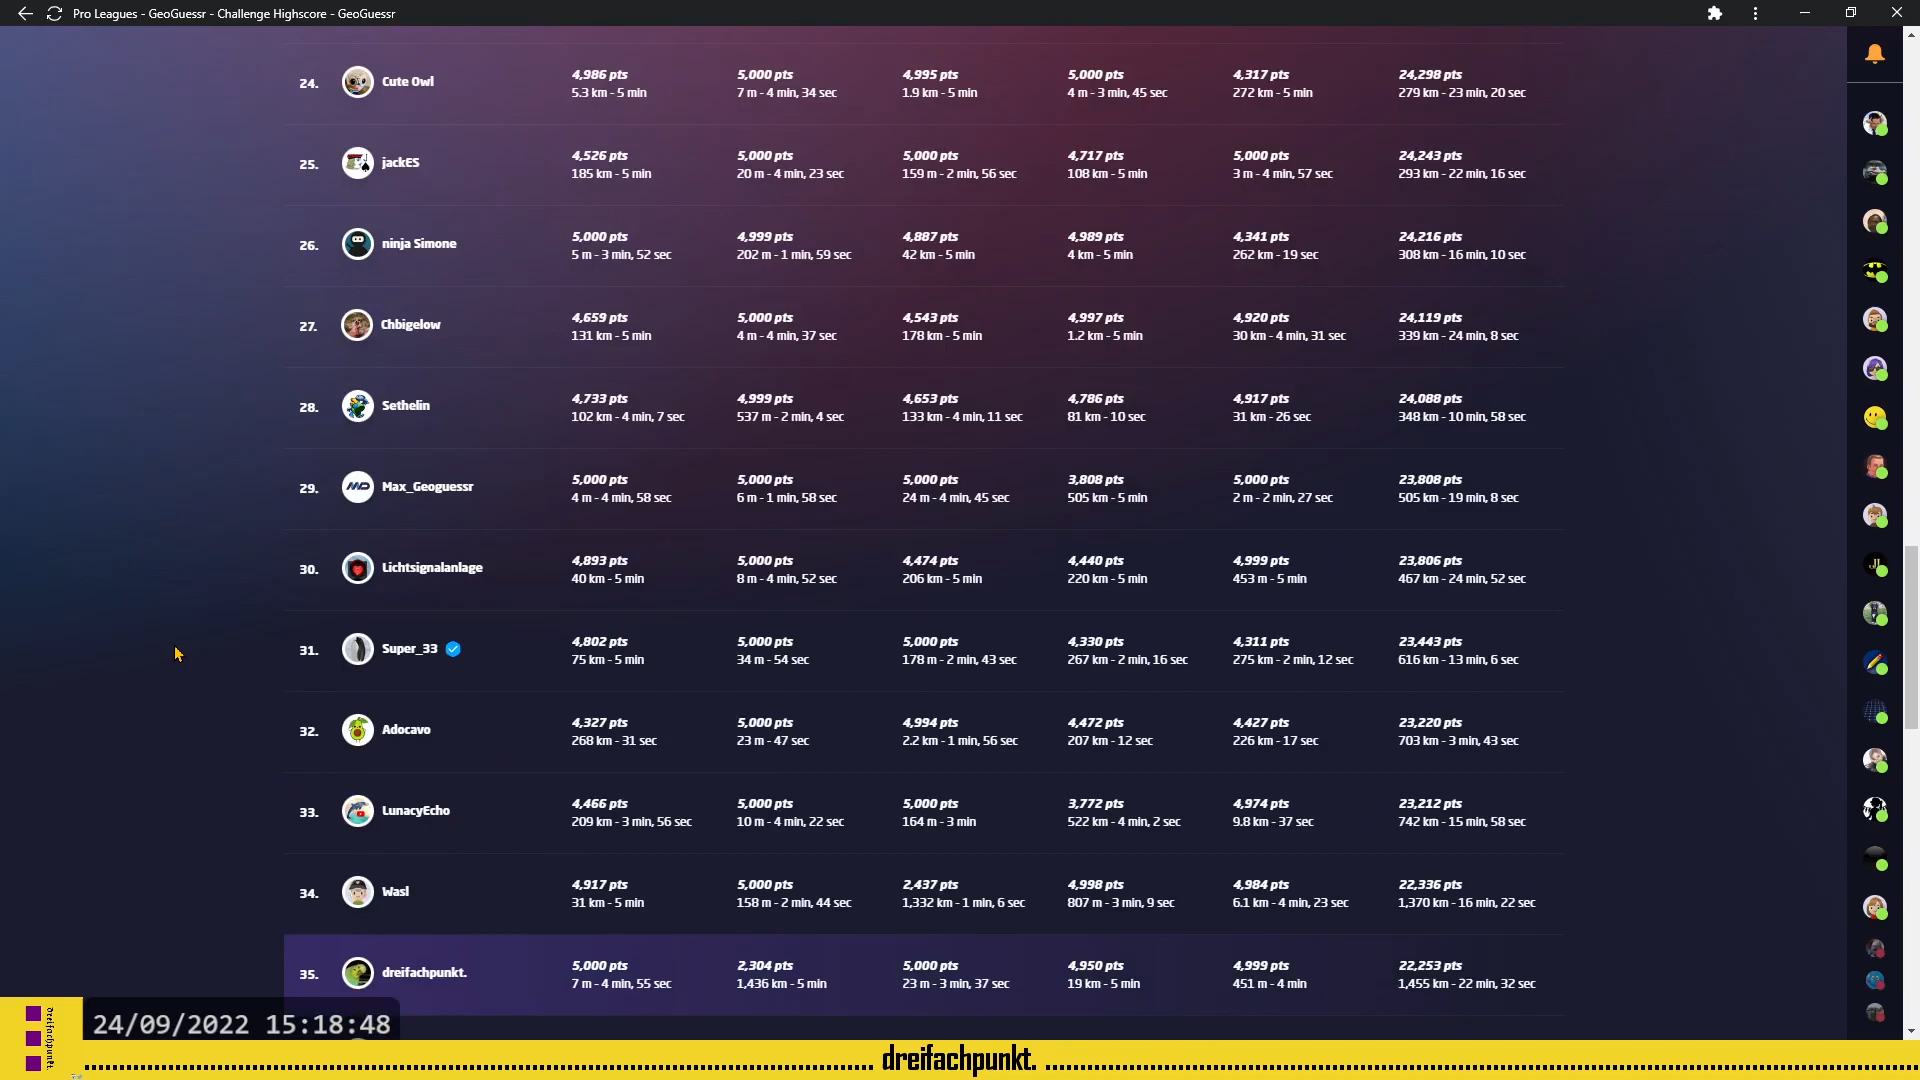 Pro Leagues - GeoGuessr - Challenge Highscore - GeoGuessr
24. Cute Owl 4,986 pts 5,000 pts 4,995 pts 5,000 pts 4,317 pts 24,298 pts
5.3 km - 5 min 7 m - 4 min, 34 sec 1.9 km - 5 min 4 m - 3 min, 45 sec 272 km - 5 min 279 km - 23 min, 20 sec
25. jackES 4,526 pts 5,000 pts 5,000 pts 4,717 pts 5,000 pts 24,243 pts
185 km - 5 min 20 m - 4 min, 23 sec 159 m - 2 min, 56 sec 108 km - 5 min 3 m - 4 min, 57 sec 293 km - 22 min, 16 sec
26. ninja Simone 5,000 pts 4,999 pts 4,887 pts 4,989 pts 4,341 pts 24,216 pts
5 m - 3 min, 52 sec 202 m - 1 min, 59 sec 42 km - 5 min 4 km - 5 min 262 km - 19 sec 308 km - 16 min, 10 sec
27. Chbigelow 4,659 pts 5,000 pts 4,543 pts 4,997 pts 4,920 pts 24,119 pts
131 km - 5 min 4 m - 4 min, 37 sec 178 km - 5 min 1.2 km - 5 min 30 km - 4 min, 31 sec 339 km - 24 min, 8 sec
28. Sethelin 4,733 pts 4,999 pts 4,653 pts 4,786 pts 4,917 pts 24,088 pts
102 km - 4 min, 7 sec 537 m - 2 min, 4 sec 133 km - 4 min, 11 sec 81 km - 10 sec 31 km - 26 sec 348 km - 10 min, 58 sec
29. Max_Geoguessr 5,000 pts 5,000 pts 5,000 pts 3,808 pts 5,000 pts 23,808 pts
4 m - 4 min, 58 sec 6 m - 1 min, 58 sec 24 m - 4 min, 45 sec 505 km - 5 min 2 m - 2 min, 27 sec 505 km - 19 min, 8 sec
30. Lichtsignalanlage 4,893 pts 5,000 pts 4,474 pts 4,440 pts 4,999 pts 23,806 pts
40 km - 5 min 8 m - 4 min, 52 sec 206 km - 5 min 220 km - 5 min 453 m - 5 min 467 km - 24 min, 52 sec
31. Super_33 4,802 pts 5,000 pts 5,000 pts 4,330 pts 4,311 pts 23,443 pts
75 km - 5 min 34 m - 54 sec 178 m - 2 min, 43 sec 267 km - 2 min, 16 sec 275 km - 2 min, 12 sec 616 km - 13 min, 6 sec
32. Adocavo 4,327 pts 5,000 pts 4,994 pts 4,472 pts 4,427 pts 23,220 pts
268 km - 31 sec 23 m - 47 sec 2.2 km - 1 min, 56 sec 207 km - 12 sec 226 km - 17 sec 703 km - 3 min, 43 sec
33. LunacyEcho 4,466 pts 5,000 pts 5,000 pts 3,772 pts 4,974 pts 23,212 pts
209 km - 3 min, 56 sec 10 m - 4 min, 22 sec 164 m - 3 min 522 km - 4 min, 2 sec 9.8 km - 37 sec 742 km - 15 min, 58 sec
34. Wasl 4,917 pts 5,000 pts 2,437 pts 4,998 pts 4,984 pts 22,336 pts
31 km - 5 min 158 m - 2 min, 44 sec 1,332 km - 1 min, 6 sec 807 m - 3 min, 9 sec 6.1 km - 4 min, 23 sec 1,370 km - 16 min, 22 sec
35. dreifachpunkt. 5,000 pts 2,304 pts 5,000 pts 4,950 pts 4,999 pts 22,253 pts
7 m - 4 min, 55 sec 1,436 km - 5 min 23 m - 3 min, 37 sec 19 km - 5 min 451 m - 4 min 1,455 km - 22 min, 32 sec
dreifachpunkt.
24/09/2022 15:18:48
dreifachpunkt.